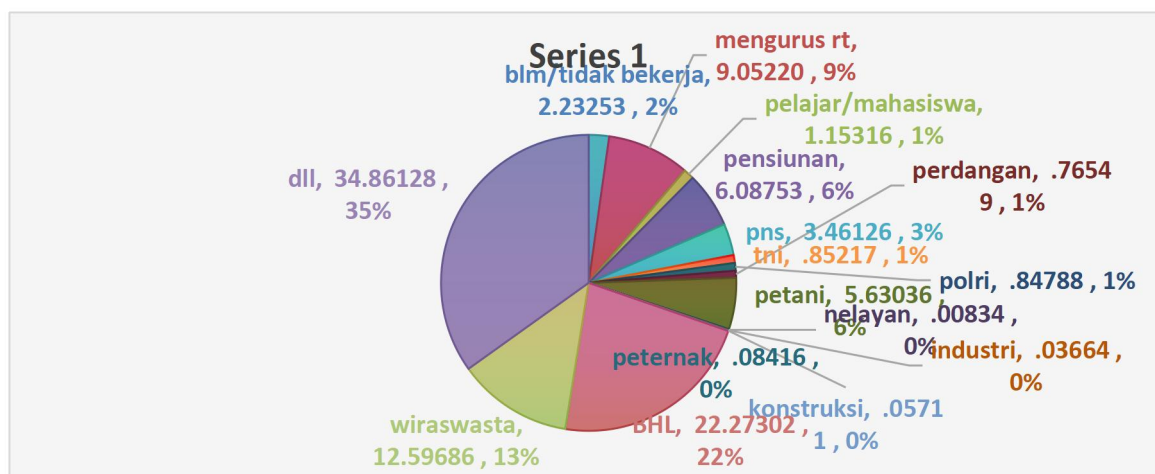 Series 1
mengurus rt,
9.05220 , 9%
blm/tidak bekerja,
2.23253 , 2%
pelajar/mahasiswa,
1.15316 , 1%
pensiunan,
6.08753 , 6%
perdangan, .7654
9 , 1%
dll, 34.86128 ,
35%
pns, 3.46126 , 3%
tni, .85217 , 1%
polri, .84788 , 1%
petani, 5.63036 ,
6%
nelayan, .00834 ,
0%
industri, .03664 ,
0%
peternak, .08416 ,
0%
konstruksi, .0571
1 , 0%
BHL, 22.27302 ,
22%
wiraswasta,
12.59686 , 13%